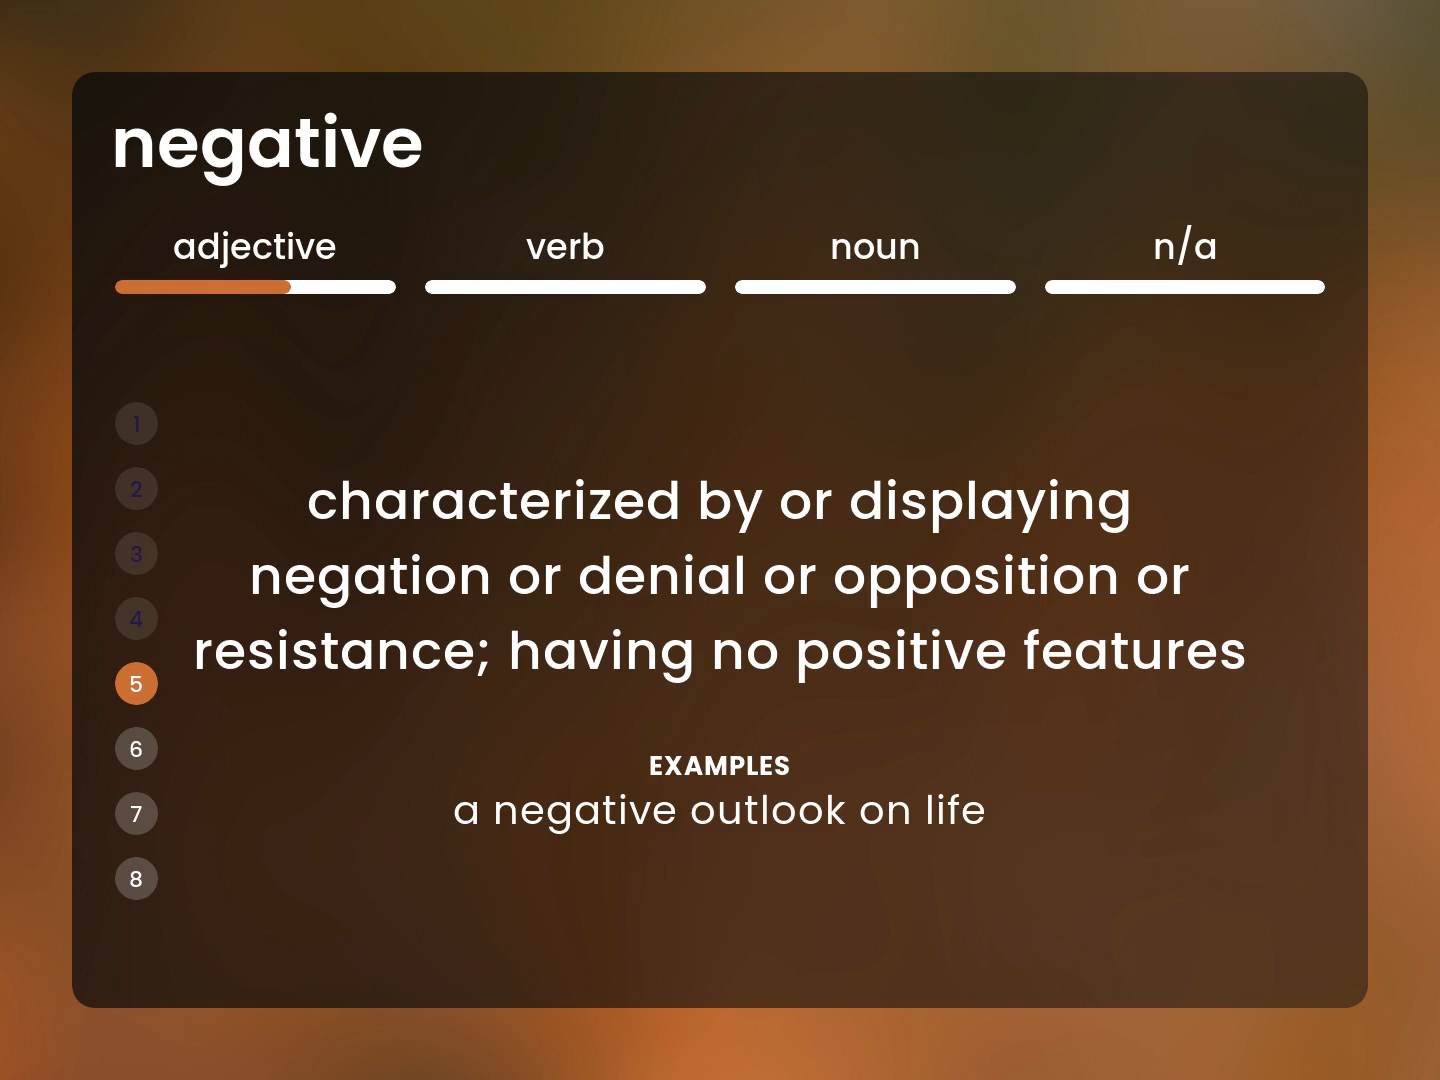 negative
adjective
verb
noun
n/a
1
2
3
4
5
6
7
8
characterized by or displaying
negation or denial or opposition or
resistance; having no positive features
EXAMPLES
a negative outlook on life